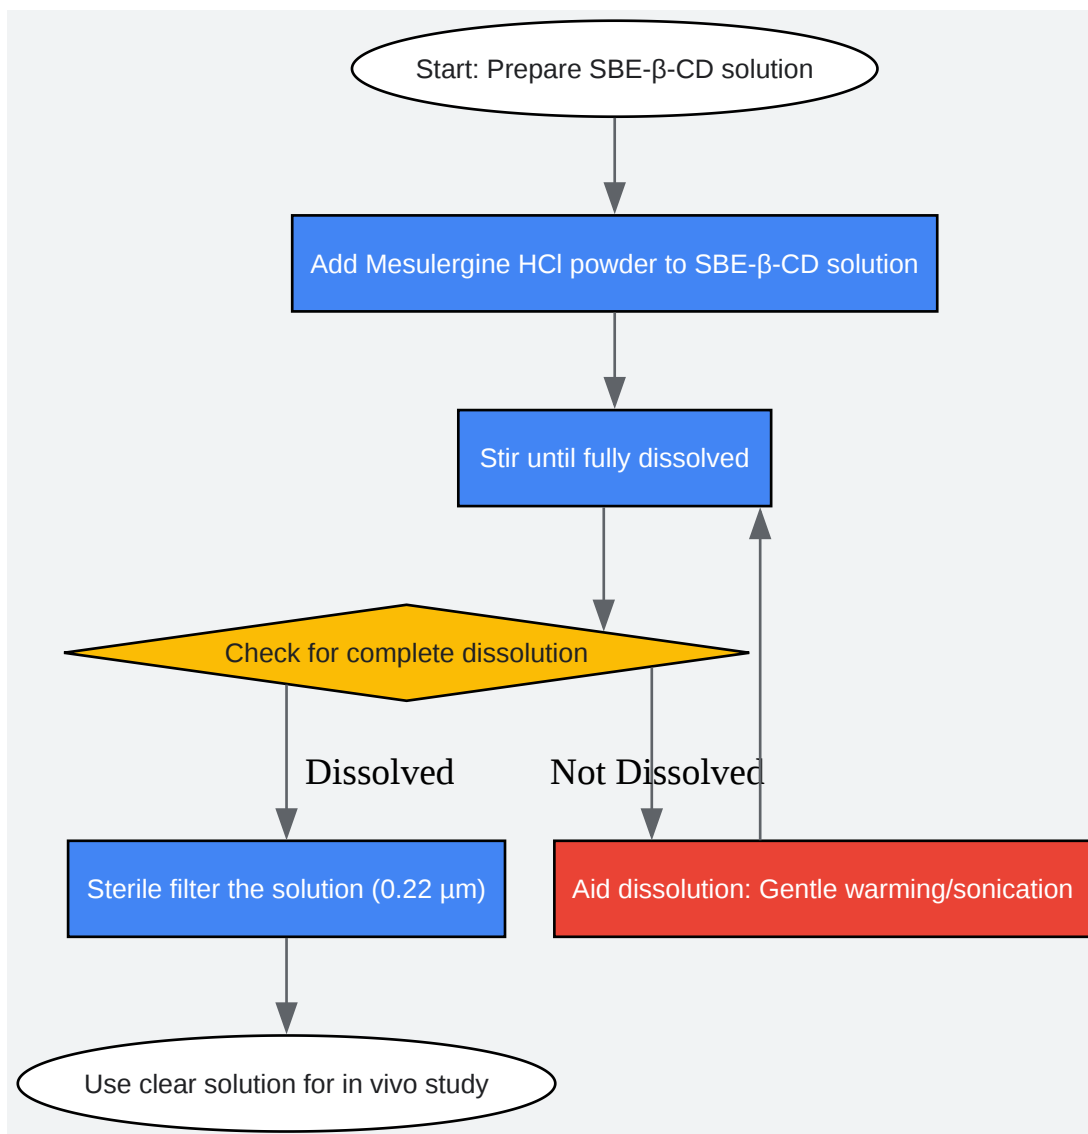 Start: Prepare SBE-β-CD solution
Add Mesulergine HCl powder to SBE-β-CD solution
Stir until fully dissolved
Check for complete dissolution
Dissolved
Not Dissolved
Sterile filter the solution (0.22 µm)
Aid dissolution: Gentle warming/sonication
Use clear solution for in vivo study